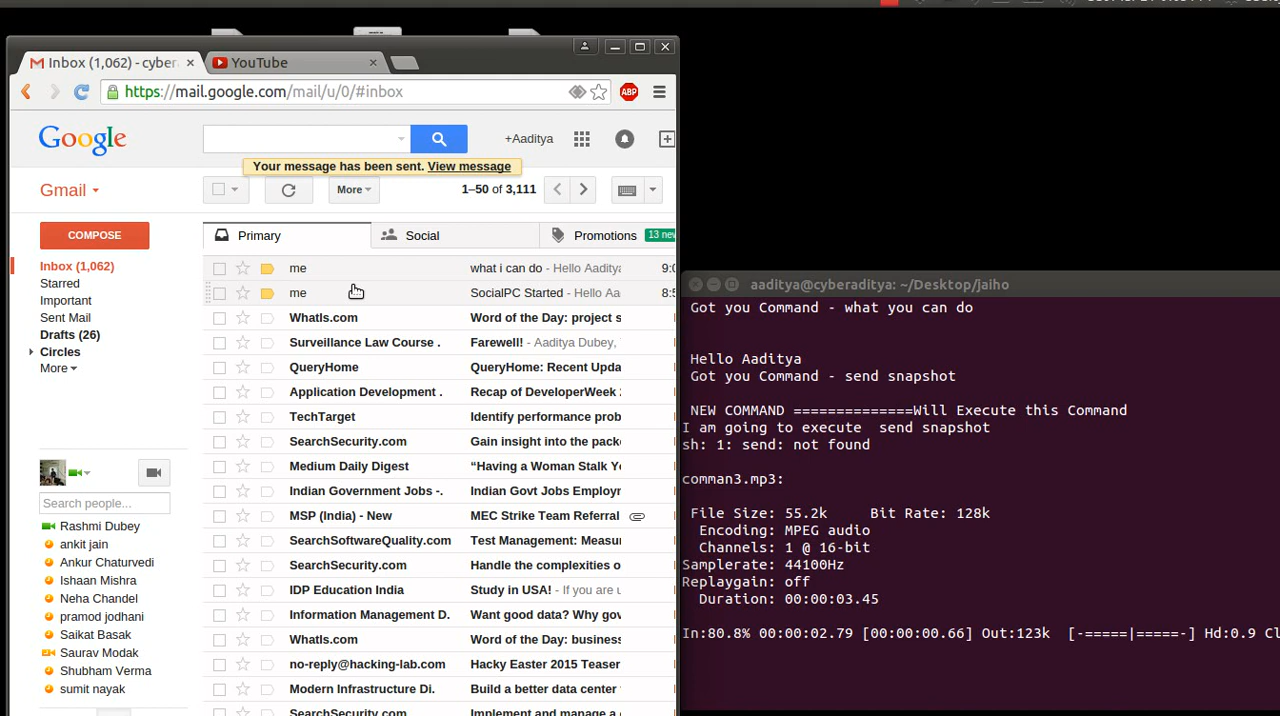 Inbox (1,062) - cyber
YouTube
https://mail.google.com/mail/u/0/#inbox
ABP
Google
+Aaditya
Your message has been sent. View message
Gmail
More
1–50 of 3,111
COMPOSE
Primary
Social
Promotions
13 new
Inbox (1,062)
Starred
Important
Sent Mail
Drafts (26)
Circles
More
me what i can do - Hello Aaditya
me SocialPC Started - Hello Aa
WhatIs.com Word of the Day: project s
Surveillance Law Course . Farewell! - Aaditya Dubey,
QueryHome QueryHome: Recent Upda
Application Development . Recap of DeveloperWeek
TechTarget Identify performance prob
SearchSecurity.com Gain insight into the pack
Medium Daily Digest “Having a Woman Stalk Y
Indian Government Jobs -. Indian Govt Jobs Employ
MSP (India) - New MEC Strike Team Referral
SearchSoftwareQuality.com Test Management: Measu
SearchSecurity.com Handle the complexities o
IDP Education India Study in USA! - If you are u
Information Management D. Want good data? Why gov
WhatIs.com Word of the Day: business
no-reply@hacking-lab.com Hacky Easter 2015 Teaser
Modern Infrastructure Di. Build a better data center
SearchSecurity.com Implement and manage a
Search people...
Rashmi Dubey
ankit jain
Ankur Chaturvedi
Ishaan Mishra
Neha Chandel
pramod jodhani
Saikat Basak
Saurav Modak
Shubham Verma
sumit nayak
aaditya@cyberaditya: ~/Desktop/jaiho
Got you Command - what you can do
Hello Aaditya
Got you Command - send snapshot
NEW COMMAND ==============Will Execute this Command
I am going to execute  send snapshot
sh: 1: send: not found
comman3.mp3:
File Size: 55.2k     Bit Rate: 128k
Encoding: MPEG audio
Channels: 1 @ 16-bit
Samplerate: 44100Hz
Replaygain: off
Duration: 00:00:03.45
In:80.8% 00:00:02.79 [00:00:00.66] Out:123k  [-=====|=====-] Hd:0.9 Cl